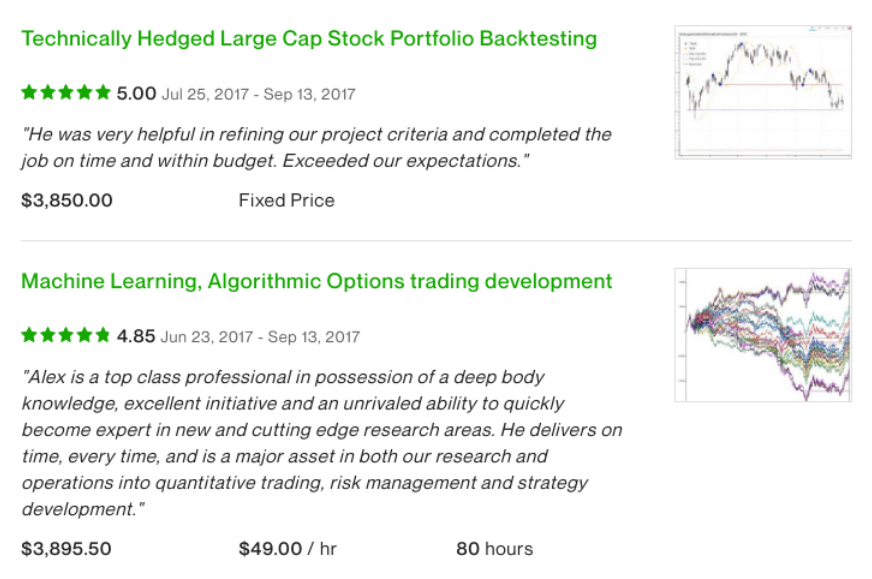 Technically Hedged Large Cap Stock Portfolio Backtesting
5.00 Jul 25, 2017 - Sep 13, 2017
"He was very helpful in refining our project criteria and completed the
job on time and within budget. Exceeded our expectations."
$3,850.00 Fixed Price
Machine Learning, Algorithmic Options trading development
4.85 Jun 23, 2017 - Sep 13, 2017
"Alex is a top class professional in possession of a deep body
knowledge, excellent initiative and an unrivaled ability to quickly
become expert in new and cutting edge research areas. He delivers on
time, every time, and is a major asset in both our research and
operations into quantitative trading, risk management and strategy
development."
$3,895.50 $49.00 / hr 80 hours